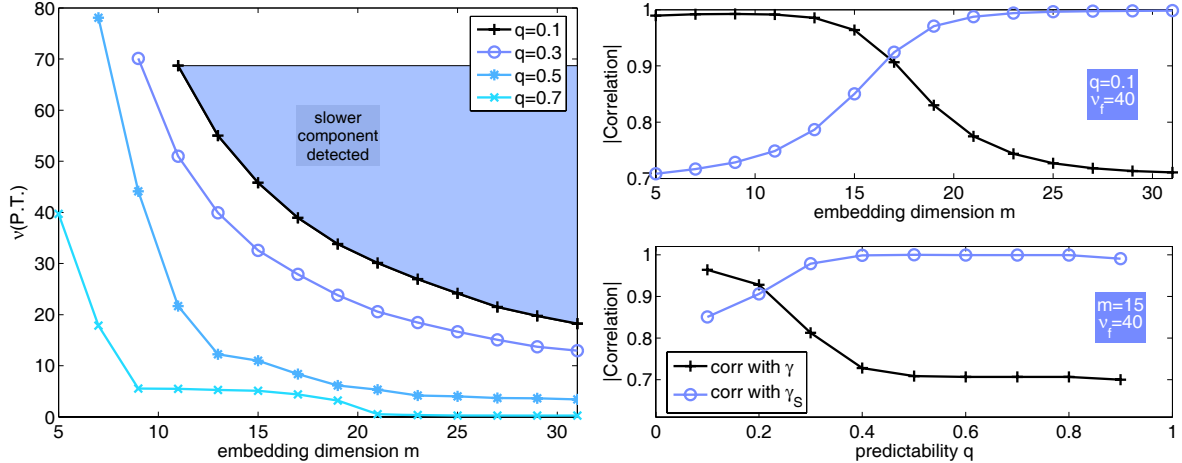 80
70
60
50
40
30
20
10
0
ν(P.T.)
q=0.1
q=0.3
q=0.5
q=0.7
slower
component
detected
5 10 15 20 25 30
embedding dimension m
1
0.9
0.8
0.7
|Correlation|
q=0.1
ν_f=40
5 10 15 20 25 30
embedding dimension m
1
0.9
0.8
0.7
|Correlation|
m=15
ν_f=40
corr with γ
corr with γ_S
0 0.2 0.4 0.6 0.8 1
predictability q